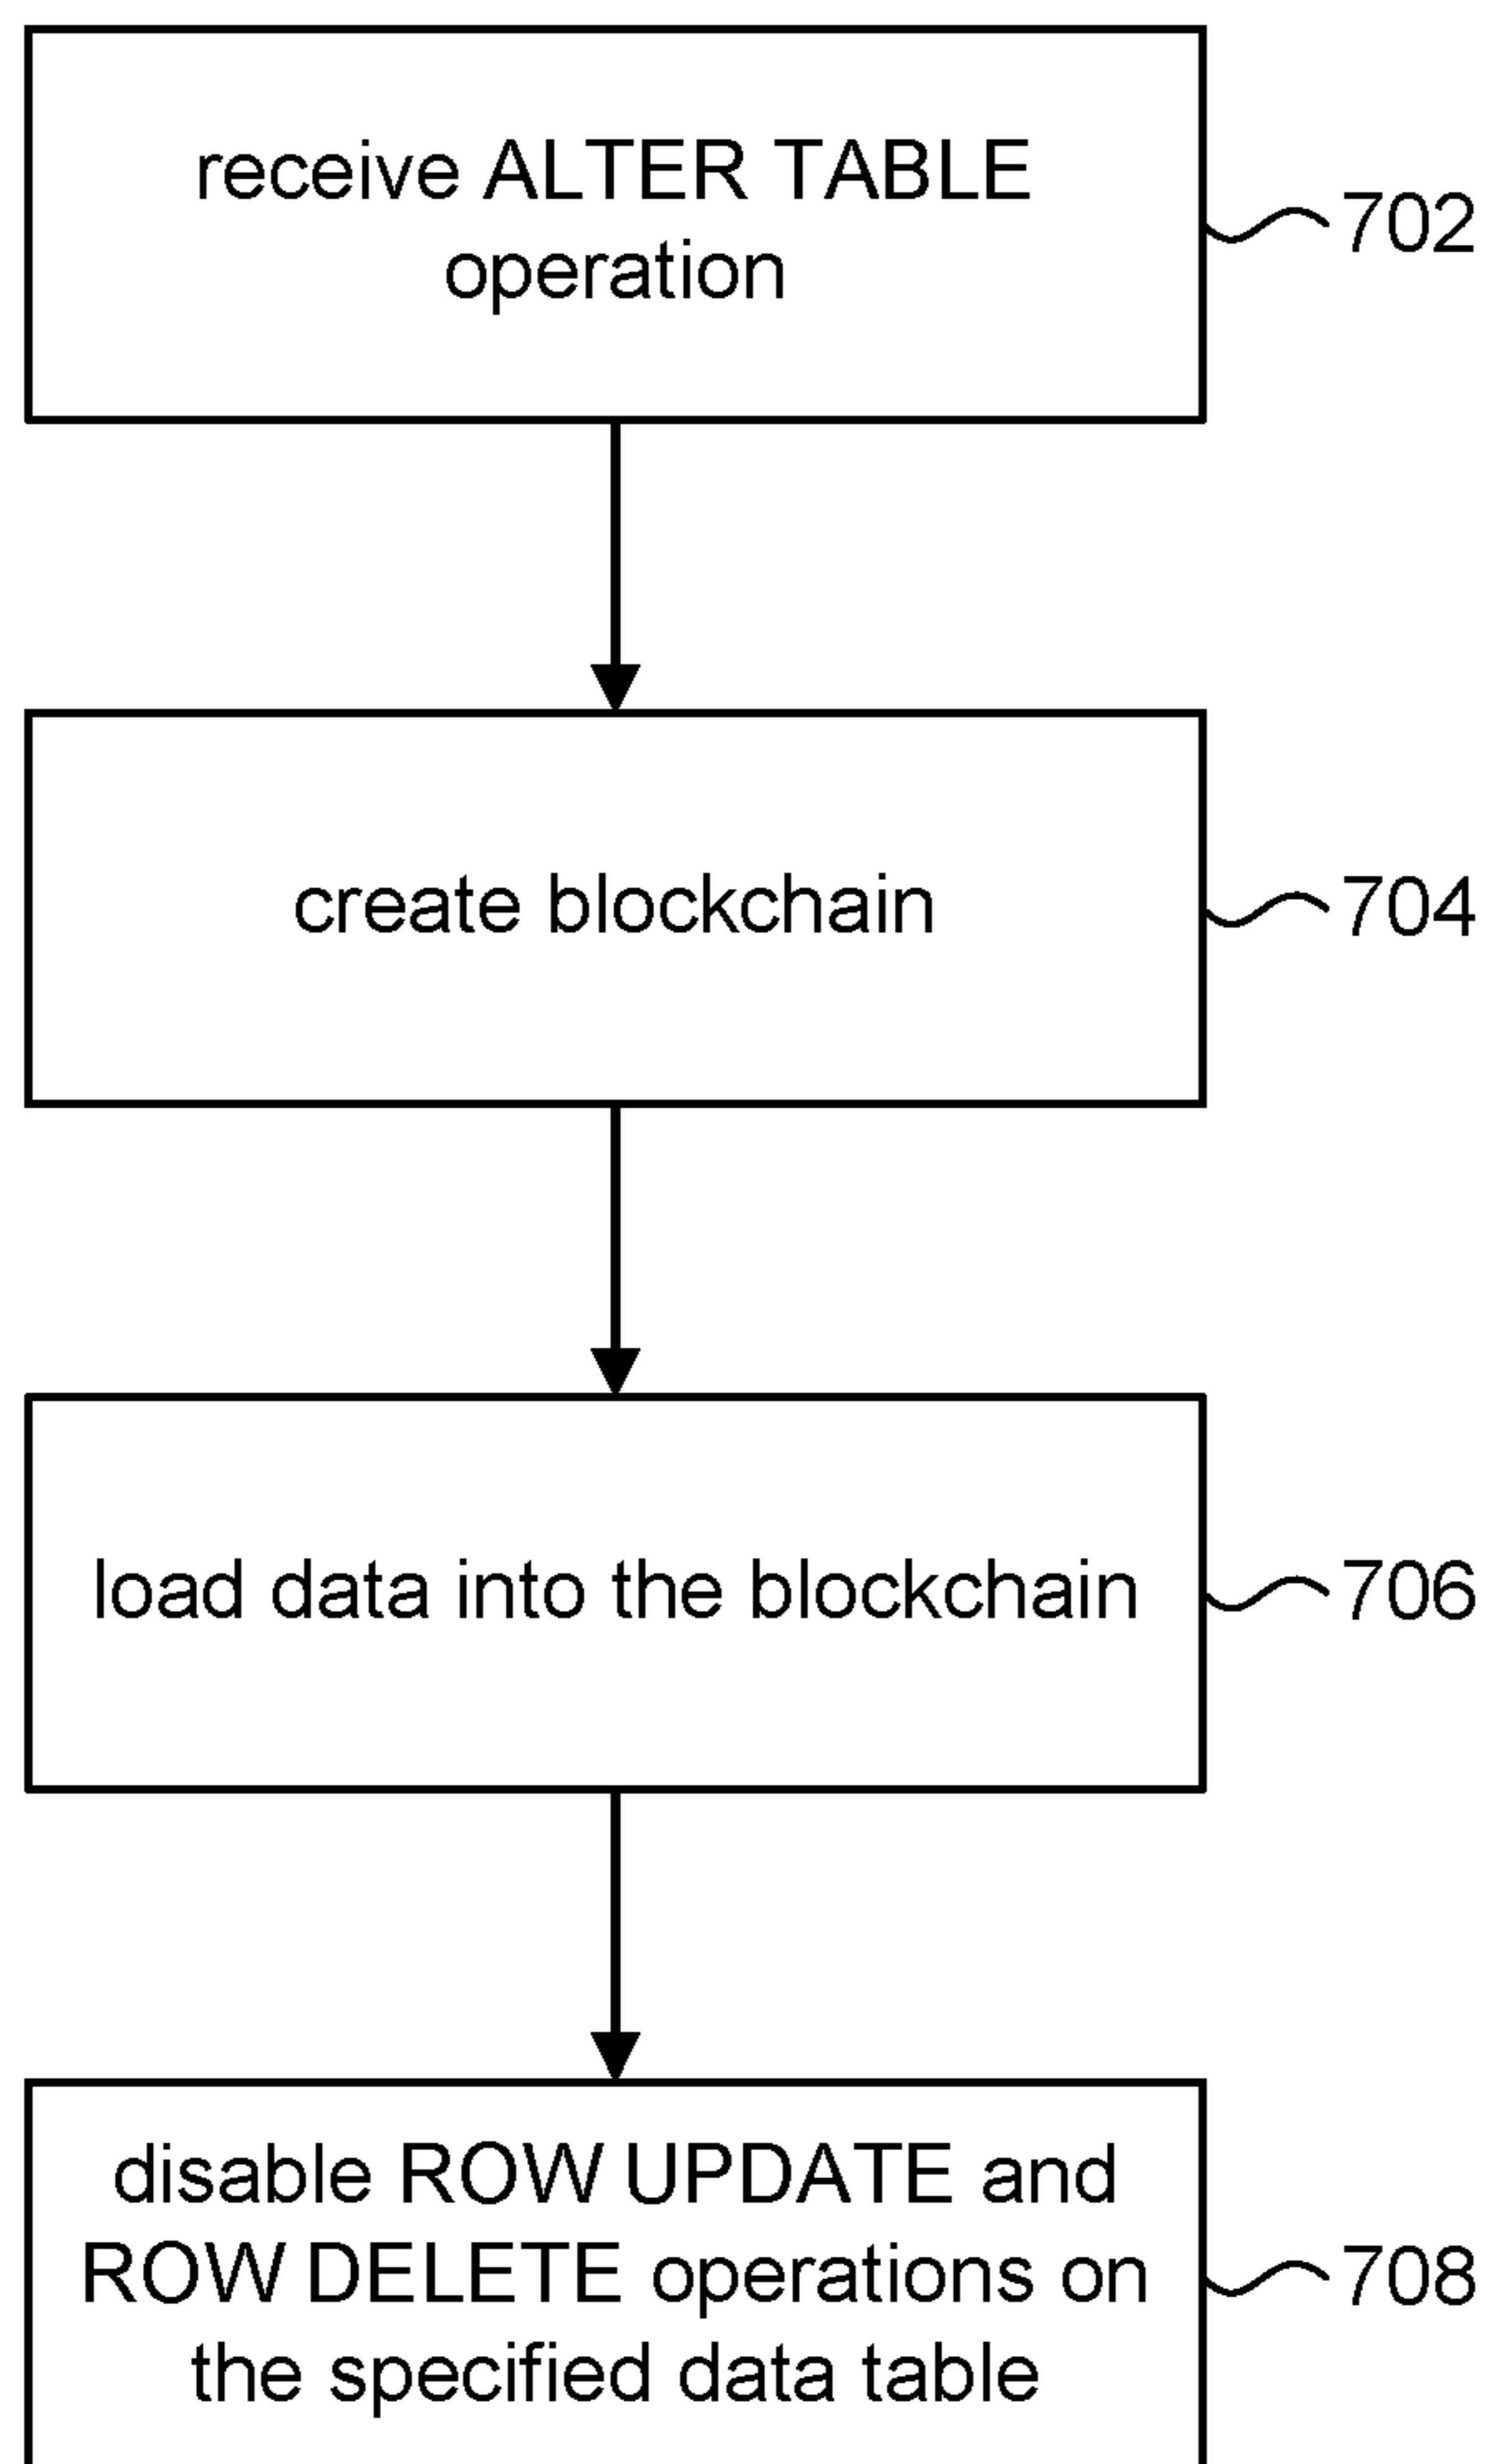 receive ALTER TABLE
operation
702
create blockchain
704
load data into the blockchain
706
disable ROW UPDATE and
ROW DELETE operations on
the specified data table
708